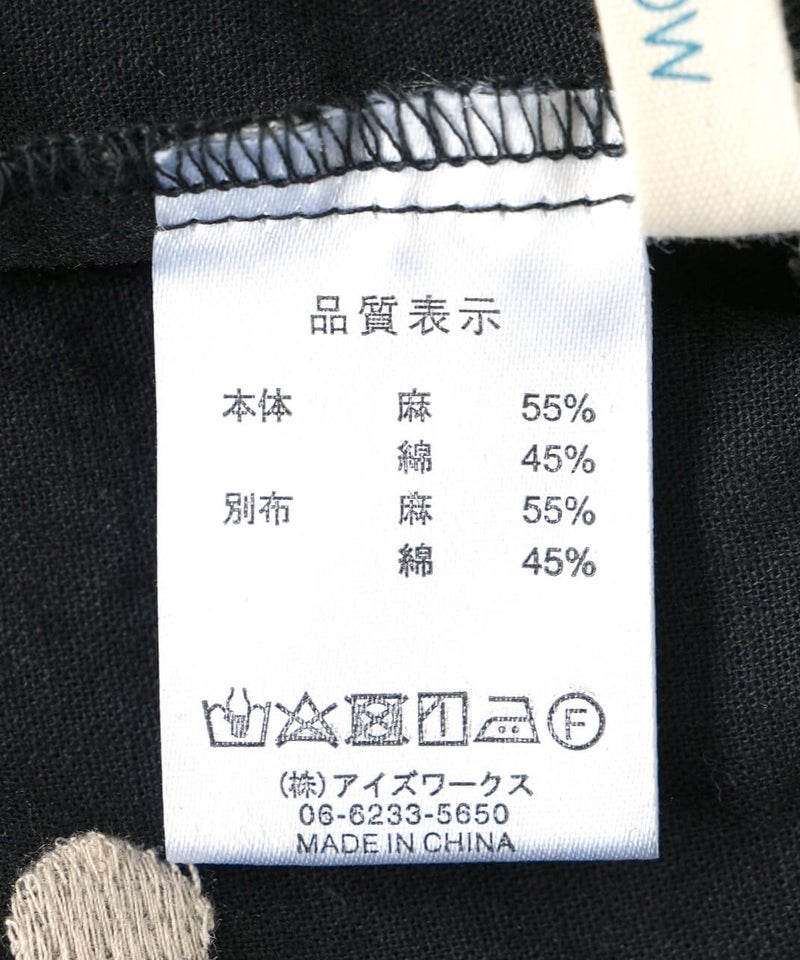 品質表示
本体 麻 55%
綿 45%
別布 麻 55%
綿 45%
F
(株)アイズワークス
06-6233-5650
MADE IN CHINA